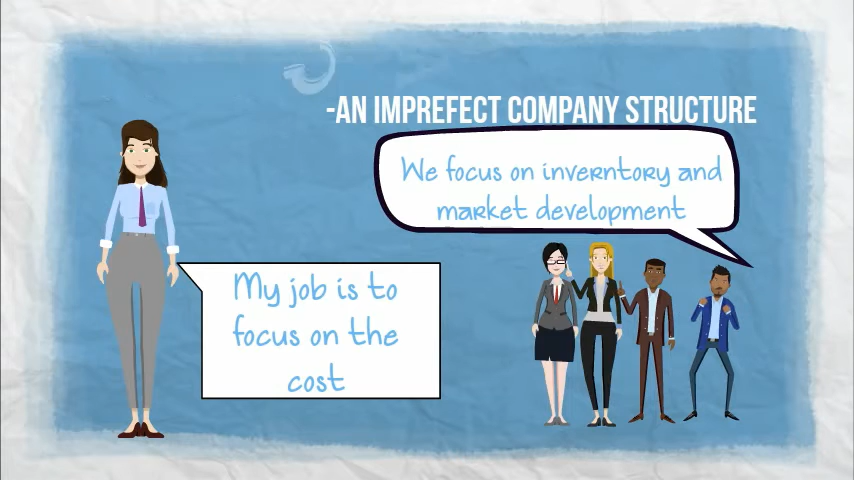 -AN IMPREFECT COMPANY STRUCTURE
We focus on inverntory and
market development
My job is to
focus on the
cost